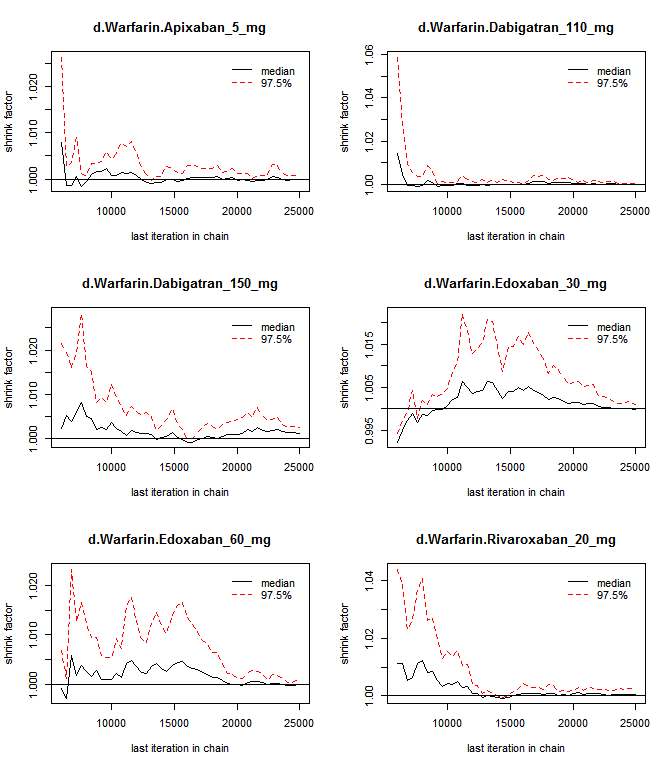 d.Warfarin.Apixaban_5_mg
shrink factor
1.000 1.010 1.020
median
97.5%
10000 15000 20000 25000
last iteration in chain
d.Warfarin.Dabigatran_110_mg
shrink factor
1.00 1.02 1.04 1.06
median
97.5%
10000 15000 20000 25000
last iteration in chain
d.Warfarin.Dabigatran_150_mg
shrink factor
1.000 1.010 1.020
median
97.5%
10000 15000 20000 25000
last iteration in chain
d.Warfarin.Edoxaban_30_mg
shrink factor
0.995 1.005 1.015
median
97.5%
10000 15000 20000 25000
last iteration in chain
d.Warfarin.Edoxaban_60_mg
shrink factor
1.000 1.010 1.020
median
97.5%
10000 15000 20000 25000
last iteration in chain
d.Warfarin.Rivaroxaban_20_mg
shrink factor
1.00 1.02 1.04
median
97.5%
10000 15000 20000 25000
last iteration in chain